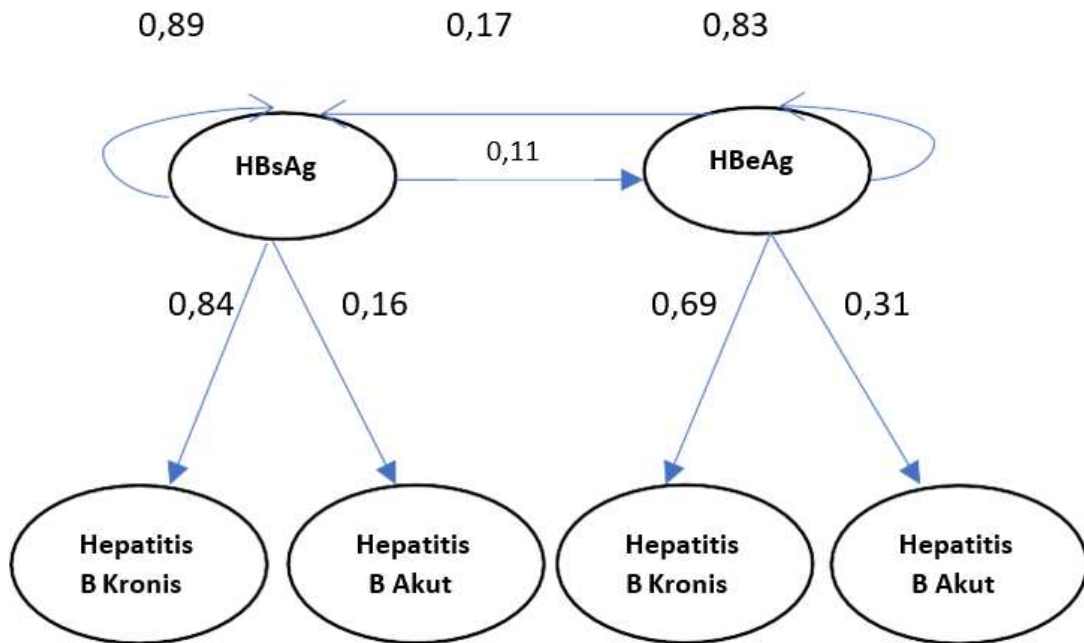 0,89 0,17 0,83
HBsAg
0,11
HBeAg
0,84 0,16 0,69 0,31
Hepatitis
B Kronis
Hepatitis
B Akut
Hepatitis
B Kronis
Hepatitis
B Akut